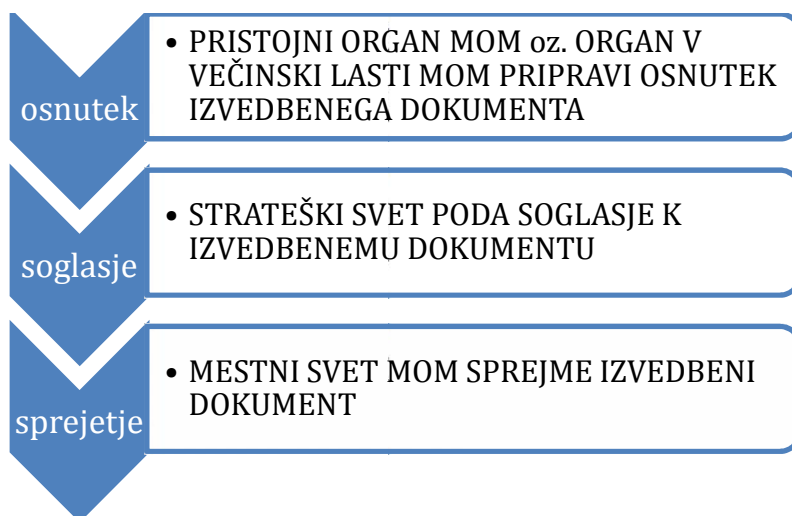 osnutek
• PRISTOJNI ORGAN MOM oz. ORGAN V
VEČINSKI LASTI MOM PRIPRAVI OSNUTEK
IZVEDBENEGA DOKUMENTA
soglasje
• STRATEŠKI SVET PODA SOGLASJE K
IZVEDBENEMU DOKUMENTU
sprejetje
• MESTNI SVET MOM SPREJME IZVEDBENI
DOKUMENT